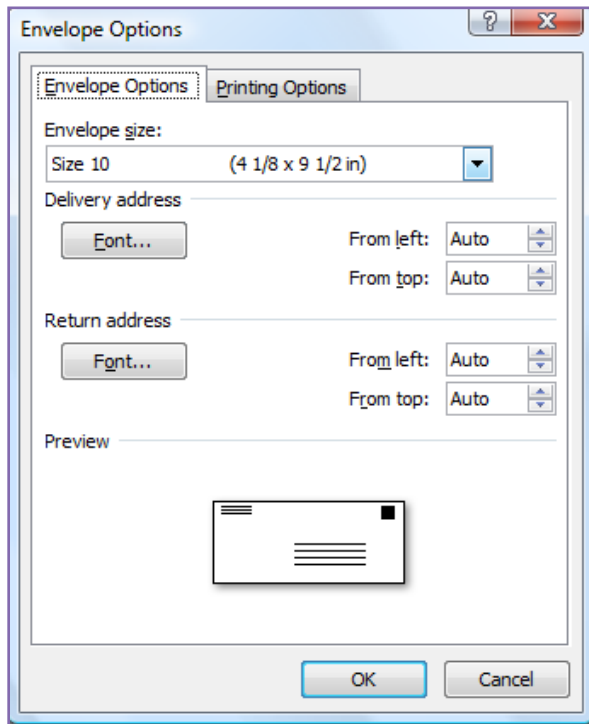 Envelope Options
?
Envelope Options Printing Options
Envelope size:
Size 10 (4 1/8 x 9 1/2 in)
Delivery address
Font... From left: Auto
From top: Auto
Return address
Font... From left: Auto
From top: Auto
Preview
OK Cancel